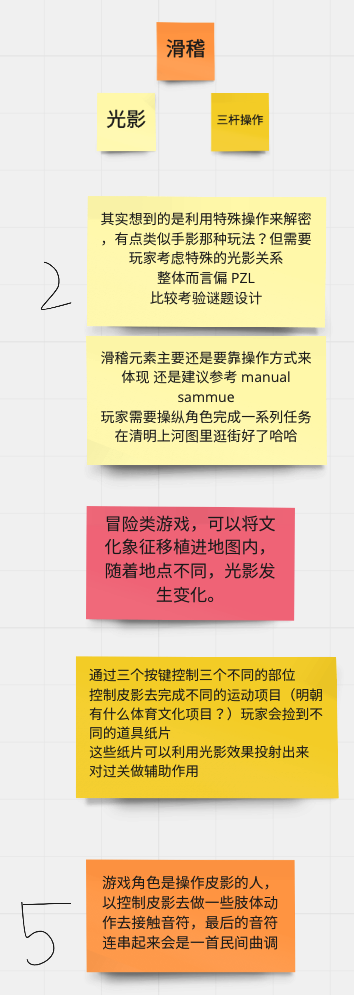 滑稽
光影
三杆操作
其实想到的是利用特殊操作来解密
，有点类似手影那种玩法？但需要
玩家考虑特殊的光影关系
整体而言偏 PZL
比较考验谜题设计
2
滑稽元素主要还是要靠操作方式来
体现 还是建议参考 manual
sammue
玩家需要操纵角色完成一系列任务
在清明上河图里逛街好了哈哈
冒险类游戏，可以将文
化象征移植进地图内，
随着地点不同，光影发
生变化。
通过三个按键控制三个不同的部位
控制皮影去完成不同的运动项目（明朝
有什么体育文化项目？）玩家会捡到不
同的道具纸片
这些纸片可以利用光影效果投射出来
对过关做辅助作用
游戏角色是操作皮影的人，
以控制皮影去做一些肢体动
作去接触音符，最后的音符
连串起来会是一首民间曲调
5